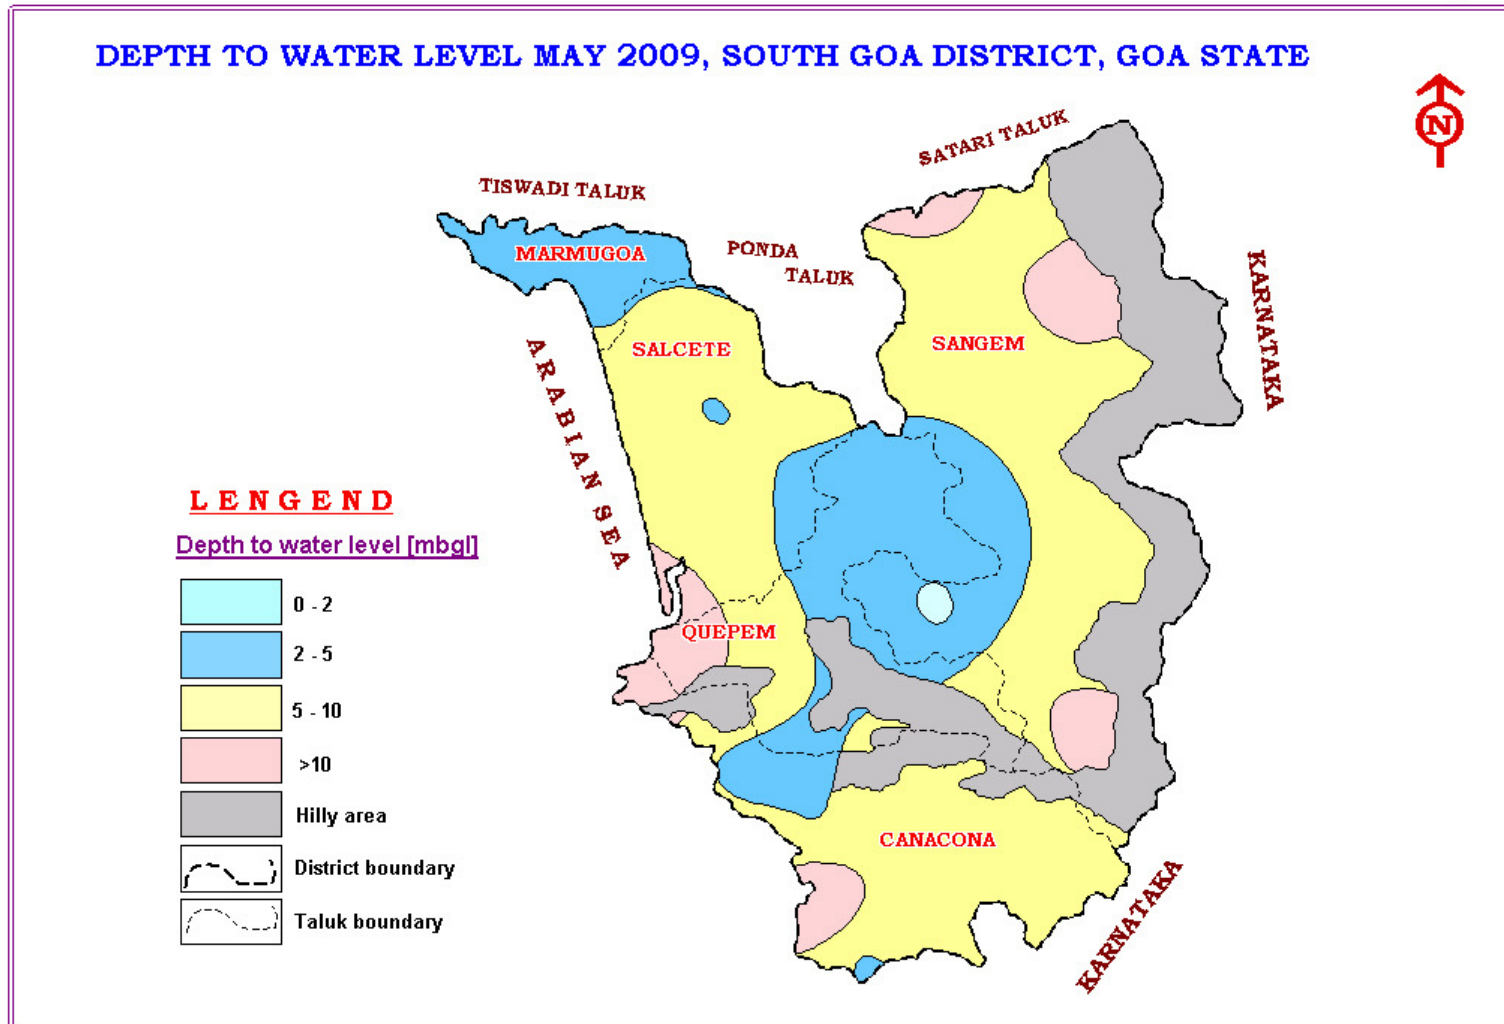 DEPTH TO WATER LEVEL MAY 2009, SOUTH GOA DISTRICT, GOA STATE
N
SATARI TALUK
TISWADI TALUK
MARMUGOA
PONDA
TALUK
KARNATAKA
SALCETE
SANGEM
ARABIAN SEA
LENGEND
Depth to water level [mbgl]
0 - 2
2 - 5
5 - 10
>10
Hilly area
District boundary
Taluk boundary
QUEPEM
CANACONA
KARNATAKA